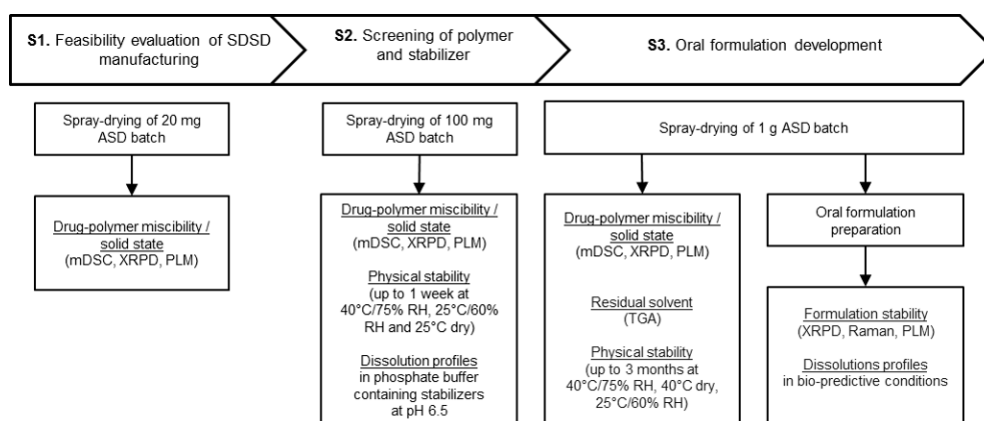 S1. Feasibility evaluation of SDSD
manufacturing
S2. Screening of polymer
and stabilizer
S3. Oral formulation development
Spray-drying of 20 mg
ASD batch
Drug-polymer miscibility /
solid state
(mDSC, XRPD, PLM)
Spray-drying of 100 mg
ASD batch
Drug-polymer miscibility /
solid state
(mDSC, XRPD, PLM)
Physical stability
(up to 1 week at
40°C/75% RH, 25°C/60%
RH and 25°C dry)
Dissolution profiles
in phosphate buffer
containing stabilizers
at pH 6.5
Spray-drying of 1 g ASD batch
Drug-polymer miscibility /
solid state
(mDSC, XRPD, PLM)
Residual solvent
(TGA)
Physical stability
(up to 3 months at
40°C/75% RH, 40°C dry,
25°C/60% RH)
Oral formulation
preparation
Formulation stability
(XRPD, Raman, PLM)
Dissolutions profiles
in bio-predictive conditions